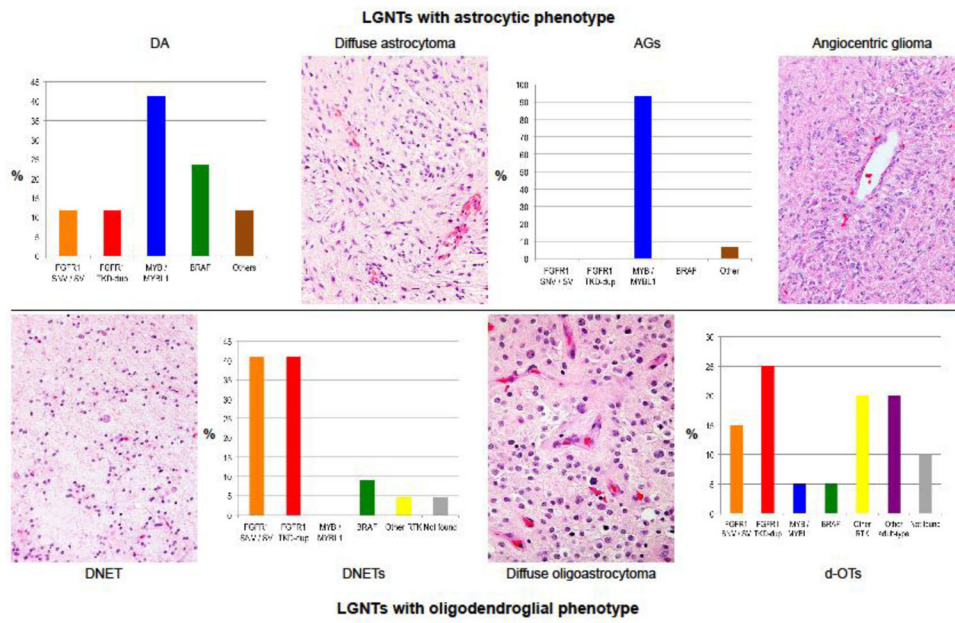 LGNTs with astrocytic phenotype
DA
Diffuse astrocytoma
AGs
Angiocentric glioma
%
45
40
35
30
25
20
15
10
5
0
FGFR1 SNV / SV
FGFR1 TKD-dup
MYB / MYBL1
BRAF
Others
%
100
90
80
70
60
50
40
30
20
10
0
FGFR1 SNV / SV
FGFR1 TKD-dup
MYB / MYBL1
BRAF
Other
%
45
40
35
30
25
20
15
10
5
0
FGFR1 SNV / SV
FGFR1 TKD-dup
MYB / MYBL1
BRAF
Other RTK
Not found
%
30
25
20
15
10
5
0
FGFR1 SNV / SV
FGFR1 TKD-dup
MYB /
BRAF
Other RTK
Other adult-type
Not found
DNET
DNETs
Diffuse oligoastrocytoma
d-OTs
LGNTs with oligodendroglial phenotype